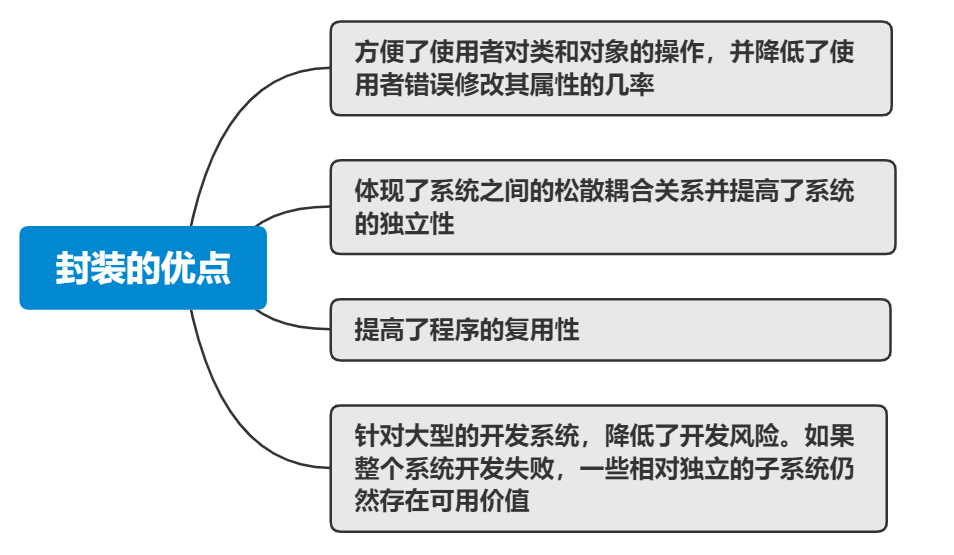 方便了使用者对类和对象的操作，并降低了使
用者错误修改其属性的几率
体现了系统之间的松散耦合关系并提高了系统
的独立性
封装的优点
提高了程序的复用性
针对大型的开发系统，降低了开发风险。如果
整个系统开发失败，一些相对独立的子系统仍
然存在可用价值